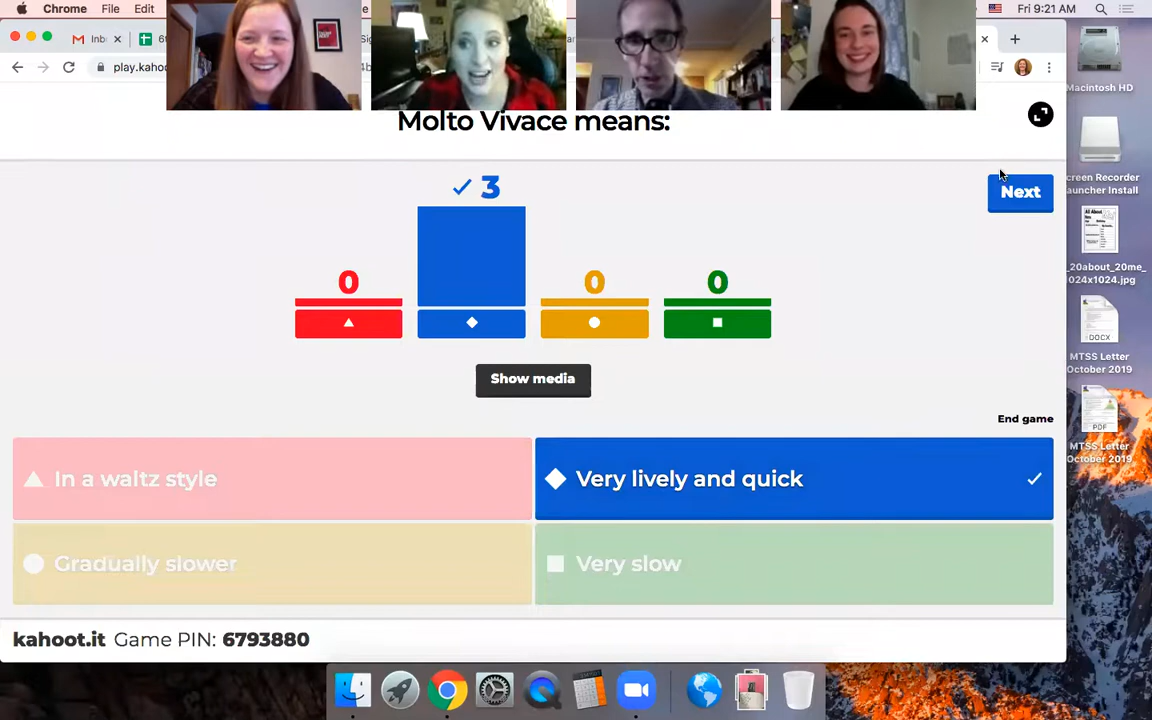 Chrome File Edit
Fri 9:21 AM
play.kaho
Molto Vivace means:
3
Next
0
0
0
Show media
End game
In a waltz style
Very lively and quick
Gradually slower
Very slow
kahoot.it Game PIN: 6793880
Macintosh HD
creen Recorder
auncher Install
_20about_20me_
024x1024.jpg
DOCX
MTSS Letter
October 2019
PDF
MTSS Letter
October 2019